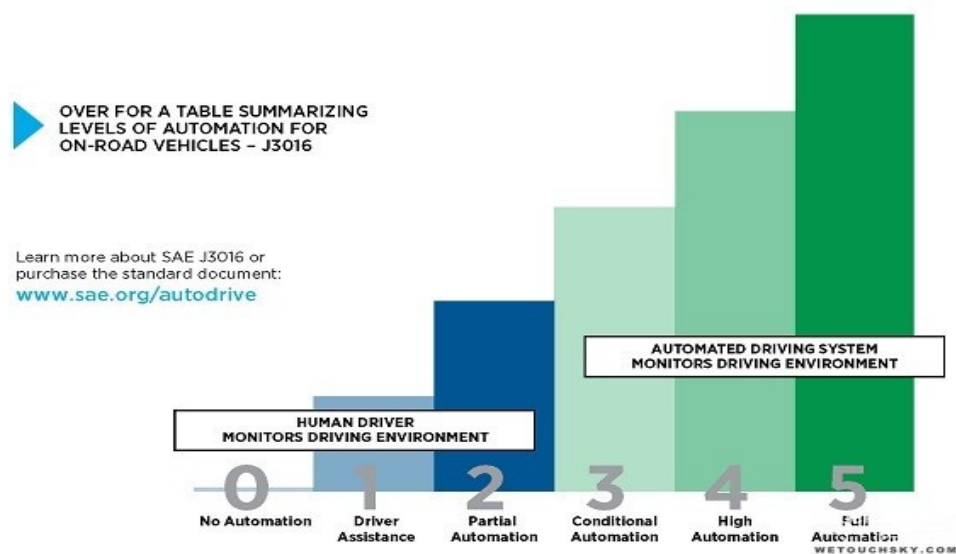 OVER FOR A TABLE SUMMARIZING
LEVELS OF AUTOMATION FOR
ON-ROAD VEHICLES – J3016
Learn more about SAE J3016 or
purchase the standard document:
www.sae.org/autodrive
AUTOMATED DRIVING SYSTEM
MONITORS DRIVING ENVIRONMENT
HUMAN DRIVER
MONITORS DRIVING ENVIRONMENT
0
No Automation
1
Driver
Assistance
2
Partial
Automation
3
Conditional
Automation
4
High
Automation
5
Full
Automation
WETOUCHSKY.COM